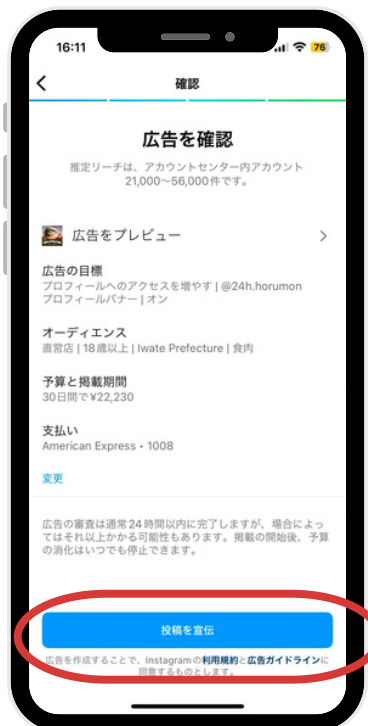 16:11
76
確認
広告を確認
推定リーチは、アカウントセンター内アカウント
21,000〜56,000件です。
広告をプレビュー
広告の目標
プロフィールへのアクセスを増やす | @24h.horumon
プロフィールバナー | オン
オーディエンス
直営店 | 18歳以上 | Iwate Prefecture | 食肉
予算と掲載期間
30日間で¥22,230
支払い
American Express • 1008
変更
広告の審査は通常24時間以内に完了しますが、場合によっ
てはそれ以上かかる可能性もあります。掲載の開始後、予算
の消化はいつでも停止できます。
投稿を宣伝
広告を作成することで、Instagramの利用規約と広告ガイドラインに
同意するものとします。